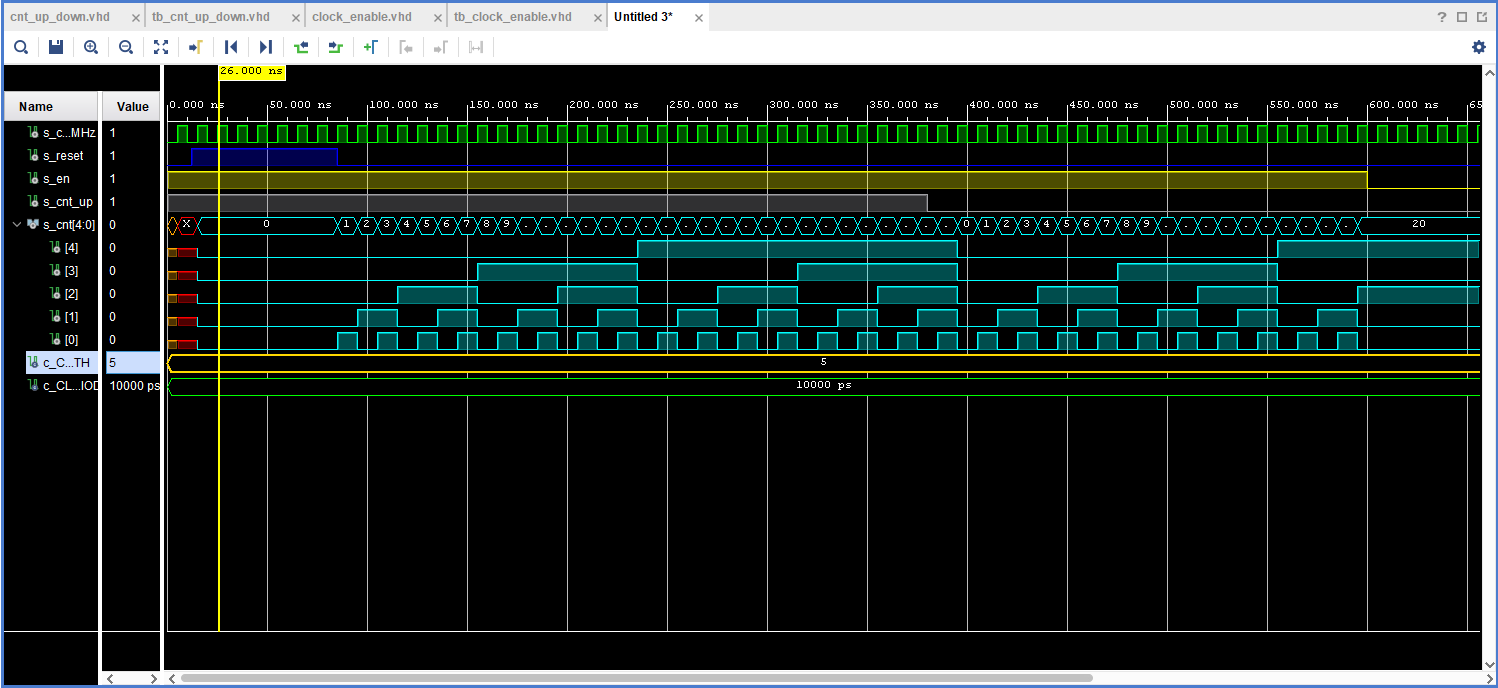 cnt_up_down.vhd × tb_cnt_up_down.vhd × clock_enable.vhd × tb_clock_enable.vhd × Untitled 3* ×
?
26.000 ns
Name Value
0.000 ns 50.000 ns 100.000 ns 150.000 ns 200.000 ns 250.000 ns 300.000 ns 350.000 ns 400.000 ns 450.000 ns 500.000 ns 550.000 ns 600.000 ns 65
s_c...MHz 1
s_reset 1
s_en 1
s_cnt_up 1
s_cnt[4:0] 0 X 0 1 2 3 4 5 6 7 8 9 . . . . . . . . . . . . . . . . . . . . . . 0 1 2 3 4 5 6 7 8 9 . . . . . . . . . . 20
[4] 0
[3] 0
[2] 0
[1] 0
[0] 0
c_C...TH 5 5
c_CL...IOD 10000 ps 10000 ps